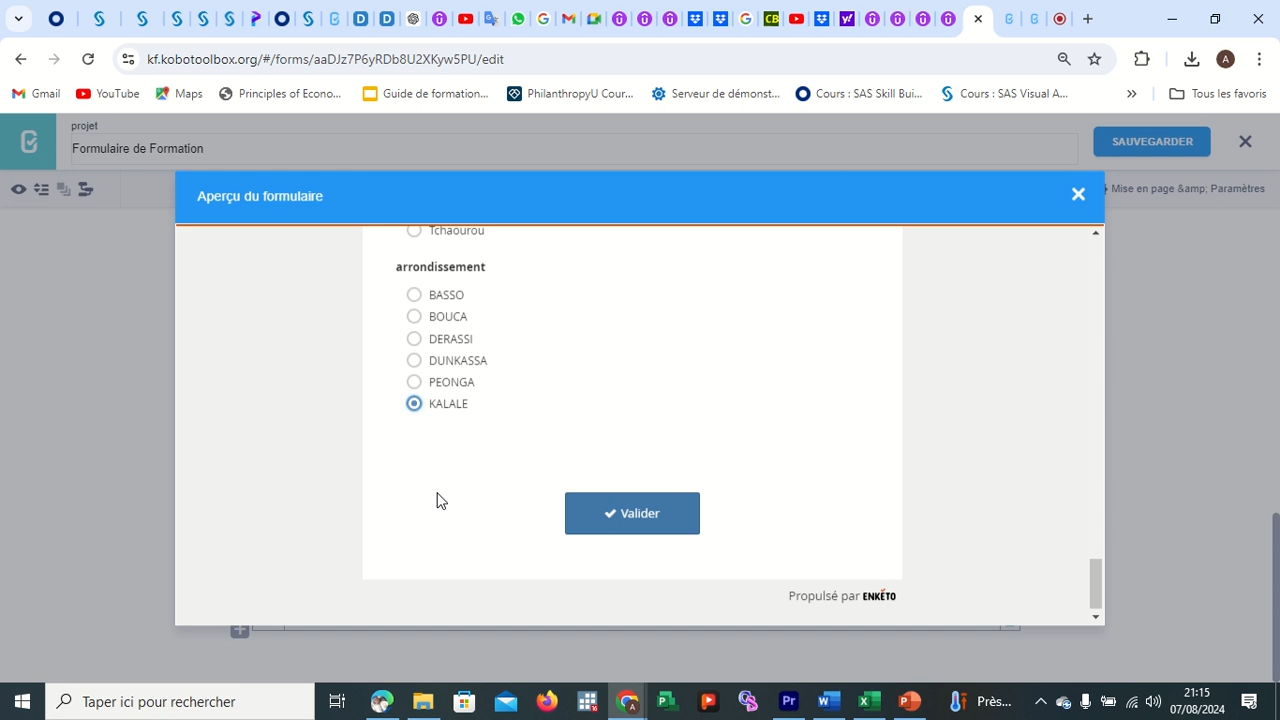 kf.kobotoolbox.org/#/forms/aaDJz7P6yRDb8U2XKyw5PU/edit
A
Gmail
YouTube
Maps
Principles of Econo...
Guide de formation...
PhilanthropyU Cour...
Serveur de démonst...
Cours : SAS Skill Bui...
Cours : SAS Visual A...
»
Tous les favoris
projet
Formulaire de Formation
SAUVEGARDER
Mise en page &amp; Paramètres
Aperçu du formulaire
Tchaourou
arrondissement
BASSO
BOUCA
DERASSI
DUNKASSA
PEONGA
KALALE
Valider
Propulsé par ENKETO
Taper ici pour rechercher
Près...
21:15
07/08/2024